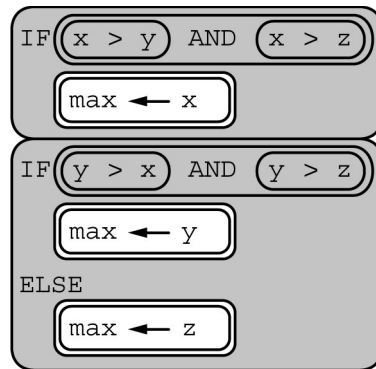 IF x > y AND x > z
max ← x
IF y > x AND y > z
max ← y
ELSE
max ← z